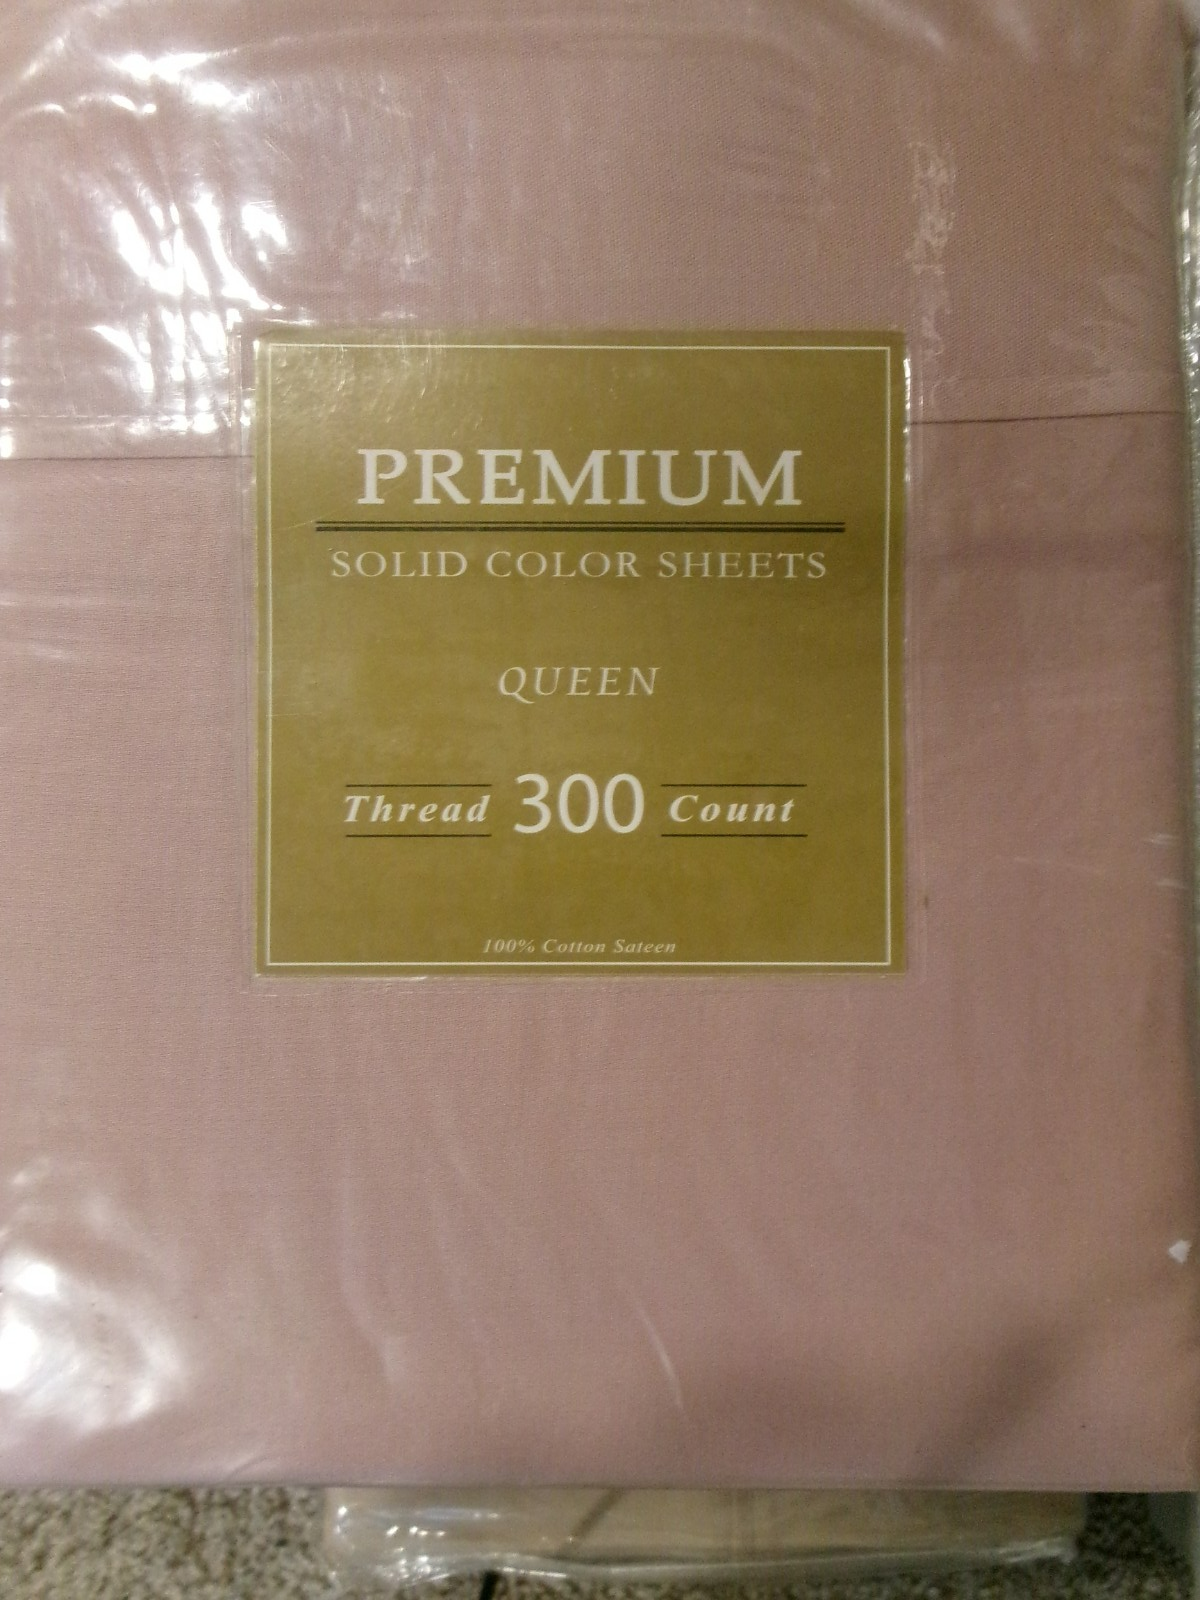 PREMIUM
SOLID COLOR SHEETS
QUEEN
Thread 300 Count
100% Cotton Sateen